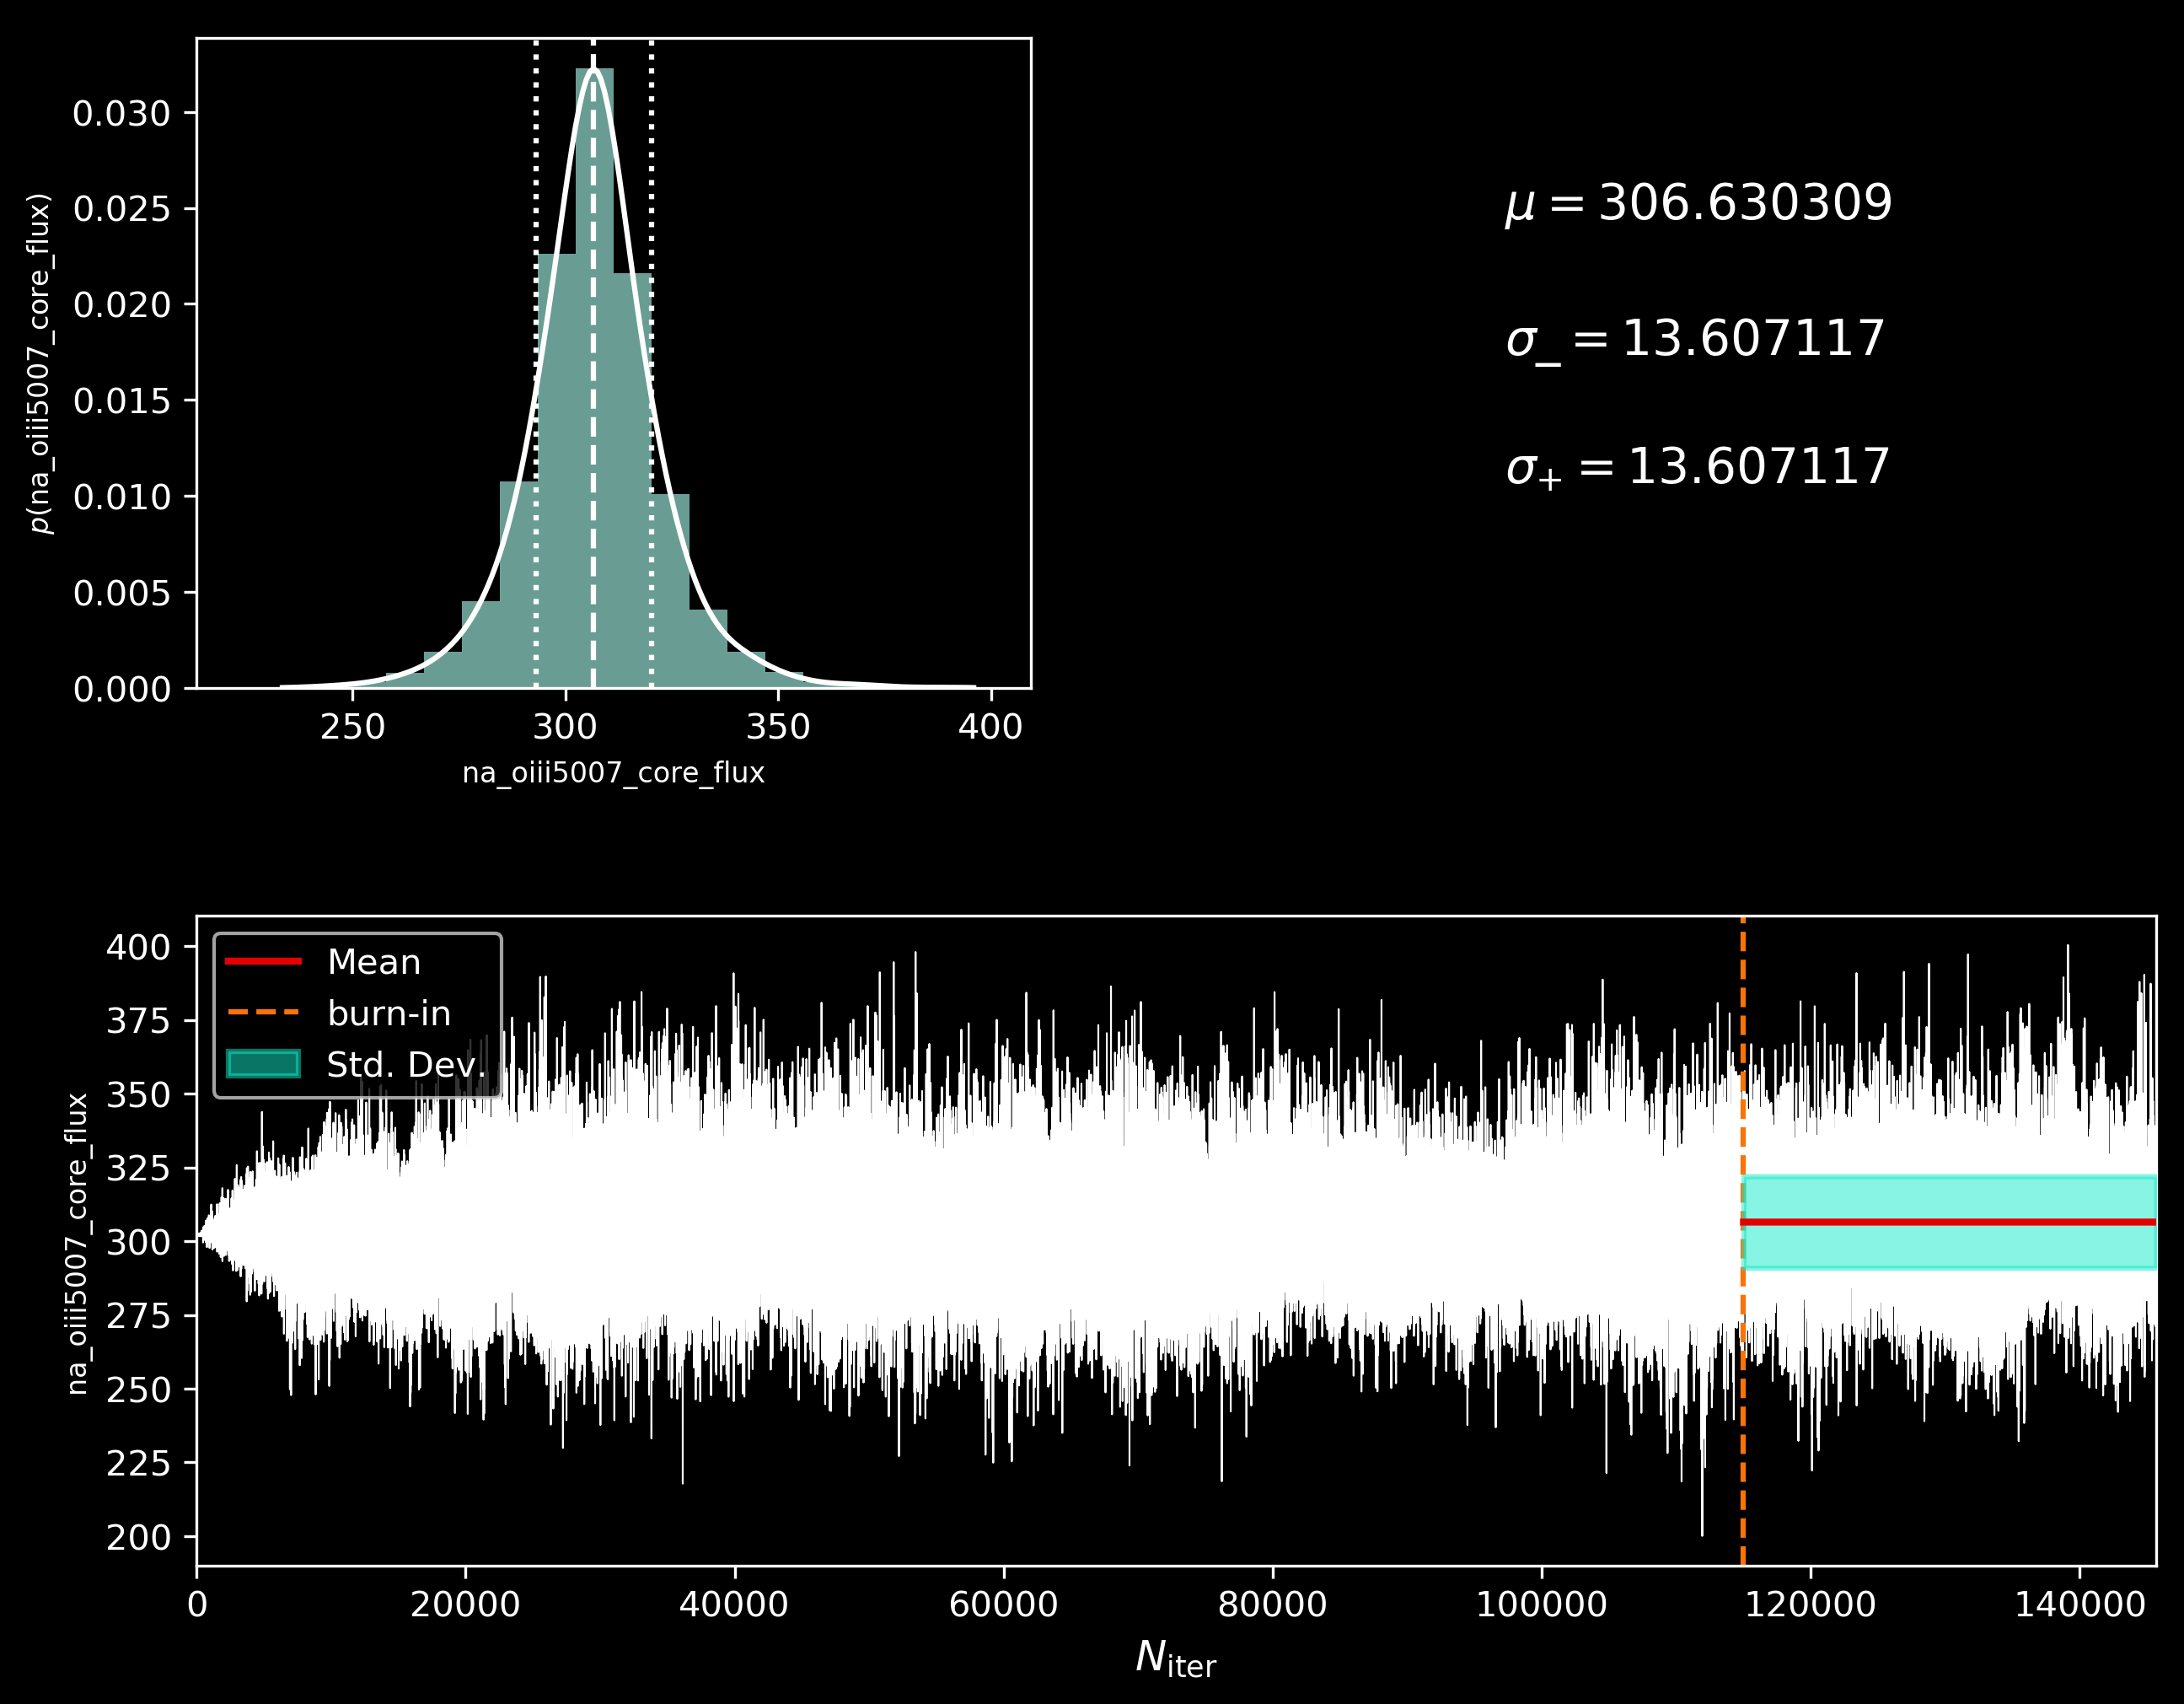 0.030
0.025
0.020
0.015
0.010
0.005
0.000
p(na_oiii5007_core_flux)
250 300 350 400
na_oiii5007_core_flux
μ = 306.630309
σ_ = 13.607117
σ+ = 13.607117
400
375
350
325
300
275
250
225
200
na_oiii5007_core_flux
Mean
burn-in
Std. Dev.
0 20000 40000 60000 80000 100000 120000 140000
Niter